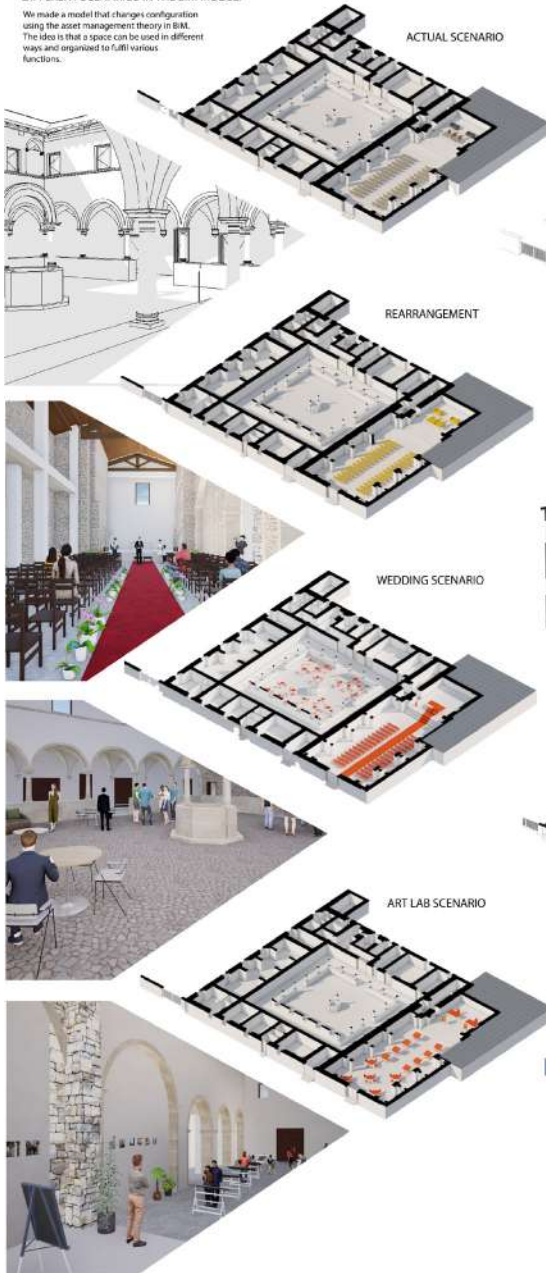 We made a model that changes configuration
using the asset management theory in BIM.
The idea is that a space can be used in different
ways and organized to fulfil various
functions.
ACTUAL SCENARIO
REARRANGEMENT
WEDDING SCENARIO
ART LAB SCENARIO